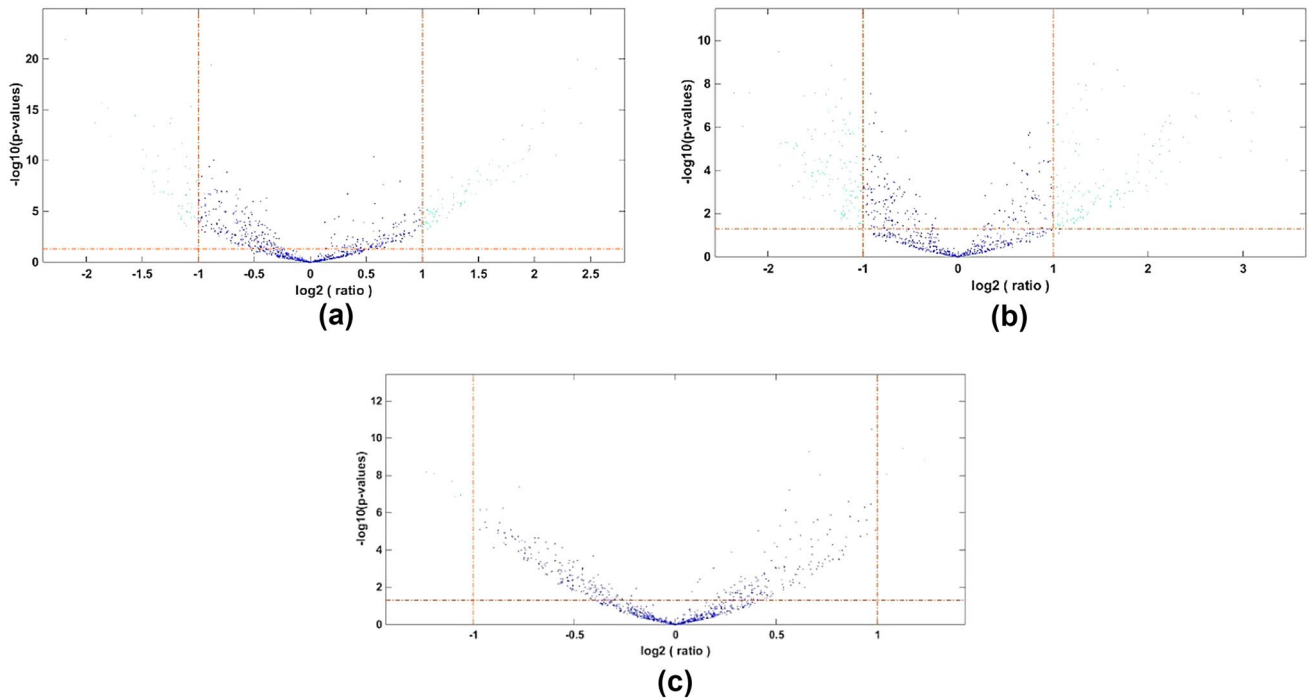 -log10(p-values)
20
15
10
5
0
-2 -1.5 -1 -0.5 0 0.5 1 1.5 2 2.5
log2 ( ratio )
(a)
-log10(p-values)
10
8
6
4
2
0
-2 -1 0 1 2 3
log2 ( ratio )
(b)
-log10(p-values)
12
10
8
6
4
2
0
-1 -0.5 0 0.5 1
log2 ( ratio )
(c)